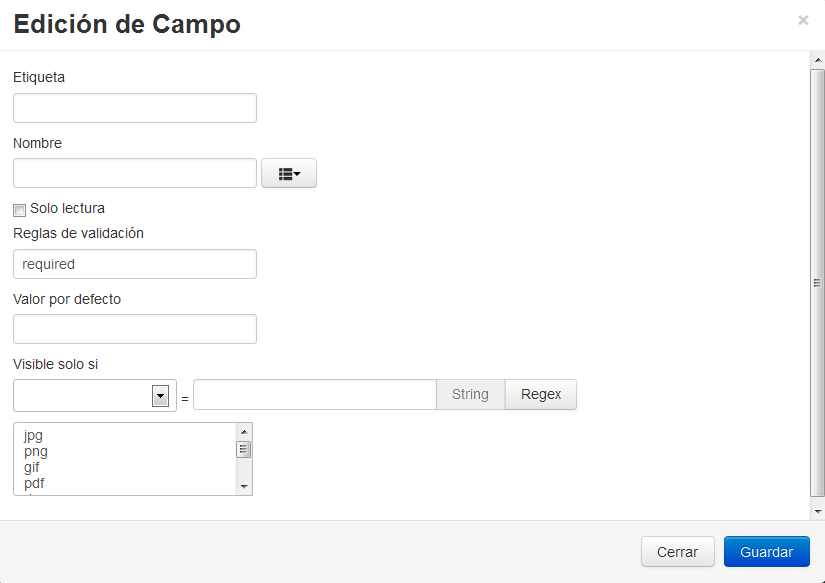 Edición de Campo
×
Etiqueta
Nombre
Solo lectura
Reglas de validación
required
Valor por defecto
Visible solo si
= String Regex
jpg
png
gif
pdf
Cerrar Guardar